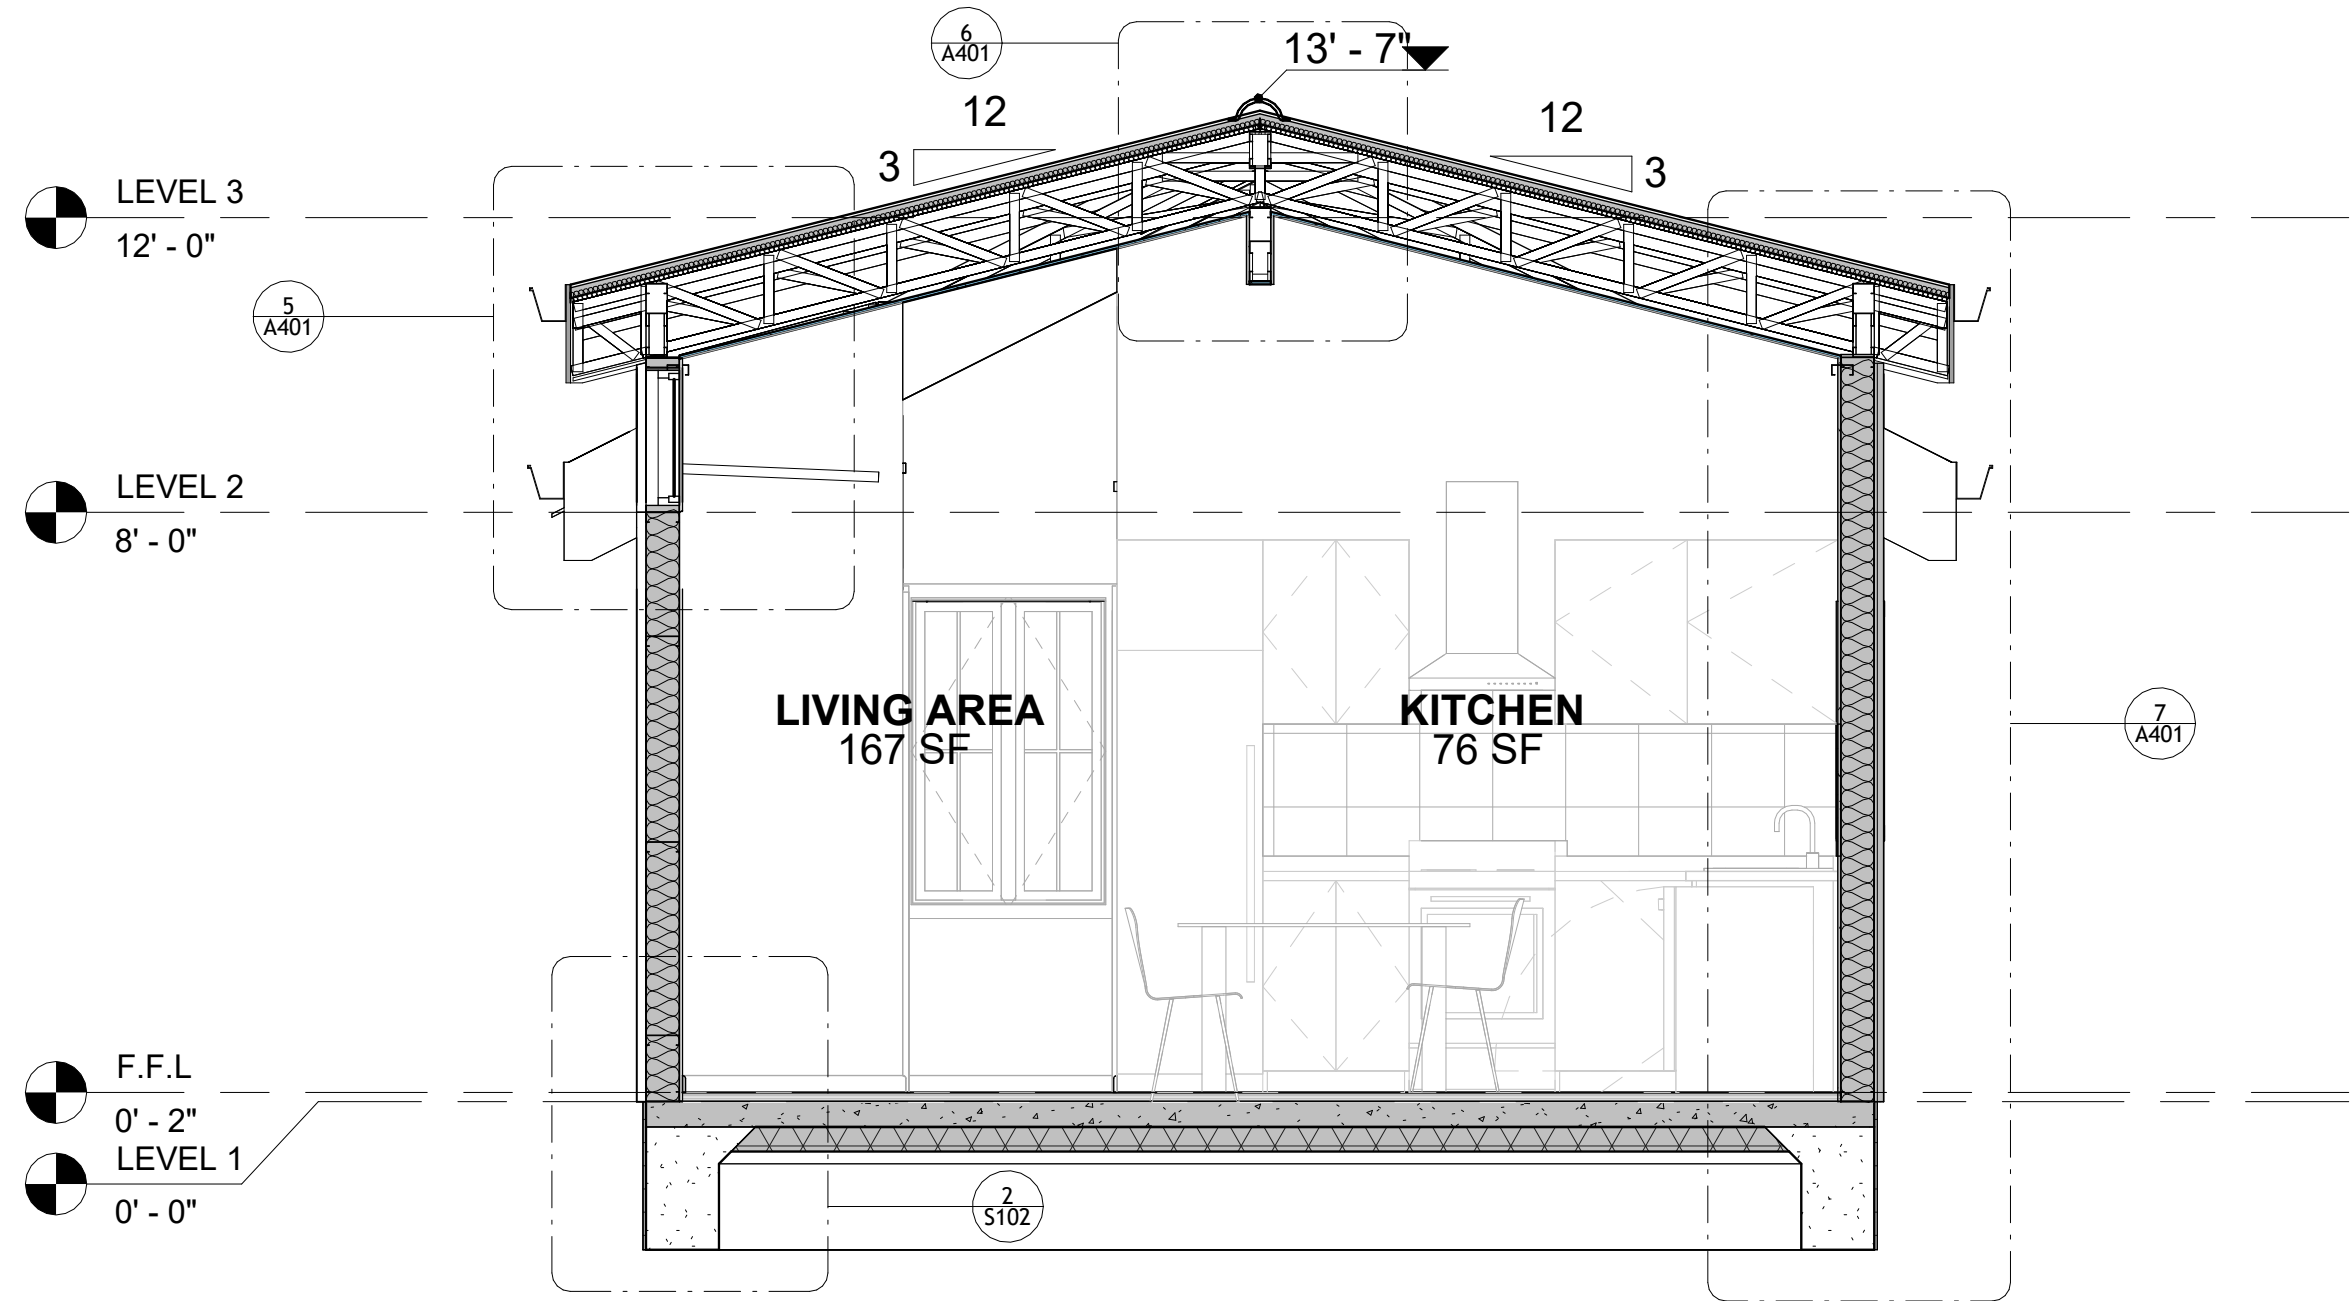 6
A401
13' - 7"
12
12
3
3
LEVEL 3
12' - 0"
5
A401
LEVEL 2
8' - 0"
LIVING AREA
167 SF
KITCHEN
76 SF
7
A401
F.F.L
0' - 2"
LEVEL 1
0' - 0"
2
S102